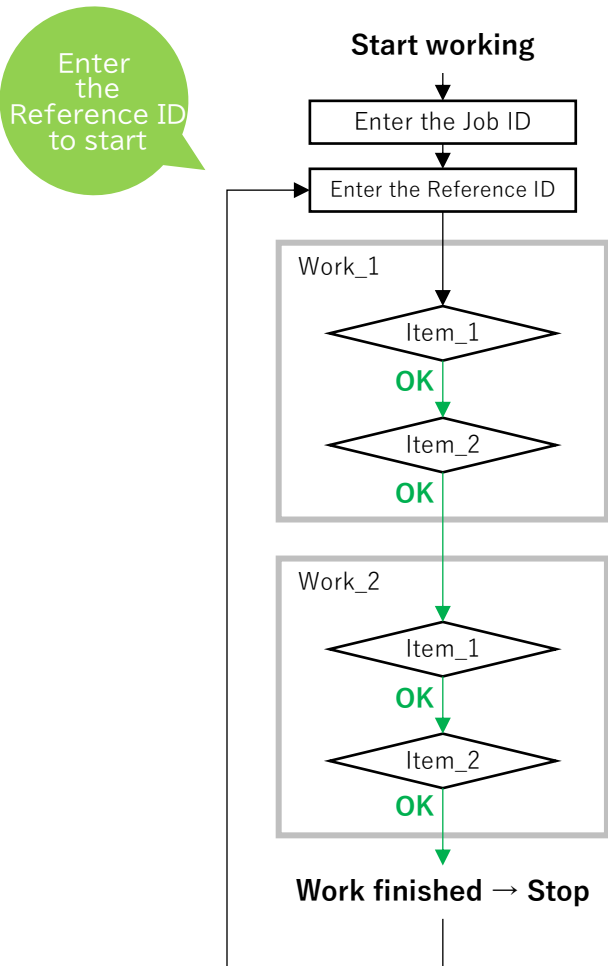 Enter
the
Reference ID
to start
Start working
Enter the Job ID
Enter the Reference ID
Work_1
Item_1
OK
Item_2
OK
Work_2
Item_1
OK
Item_2
OK
Work finished → Stop